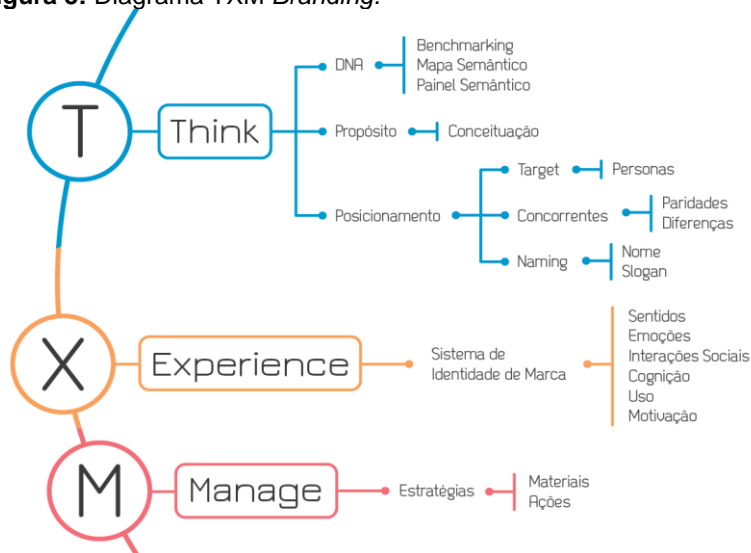 Diagrama TXM Branding.
T
Think
DNA
Benchmarking
Mapa Semântico
Painel Semântico
Propósito
Conceituação
Posicionamento
Target
Personas
Concorrentes
Paridades
Diferenças
Naming
Nome
Slogan
X
Experience
Sistema de
Identidade de Marca
Sentidos
Emoções
Interações Sociais
Cognição
Uso
Motivação
M
Manage
Estratégias
Materiais
Ações